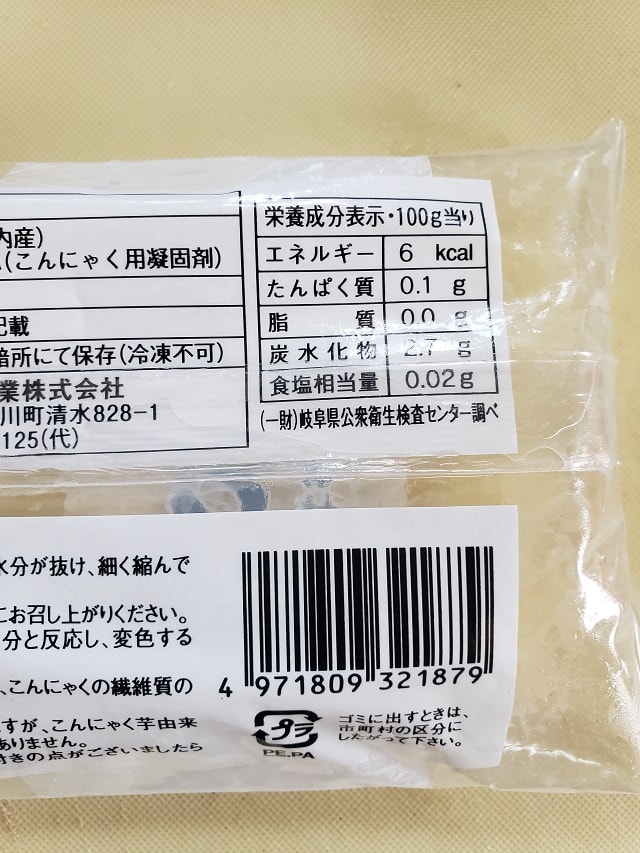 内産)
(こんにゃく用凝固剤)
記載
暗所にて保存(冷凍不可)
業株式会社
川町清水828-1
125(代)
栄養成分表示・100g当り
エネルギー 6 kcal
たんぱく質 0.1 g
脂質 0.0 g
炭水化物 2.7 g
食塩相当量 0.02g
(一財)岐阜県公衆衛生検査センター調べ
水分が抜け、細く縮んで
にお召し上がりください。
分と反応し、変色する
、こんにゃくの繊維質の
すが、こんにゃく芋由来
ありません。
付きの点がございましたら
4 971809 321879
プラ
PE,PA
ゴミに出すときは、
市町村の区分に
したがって下さい。